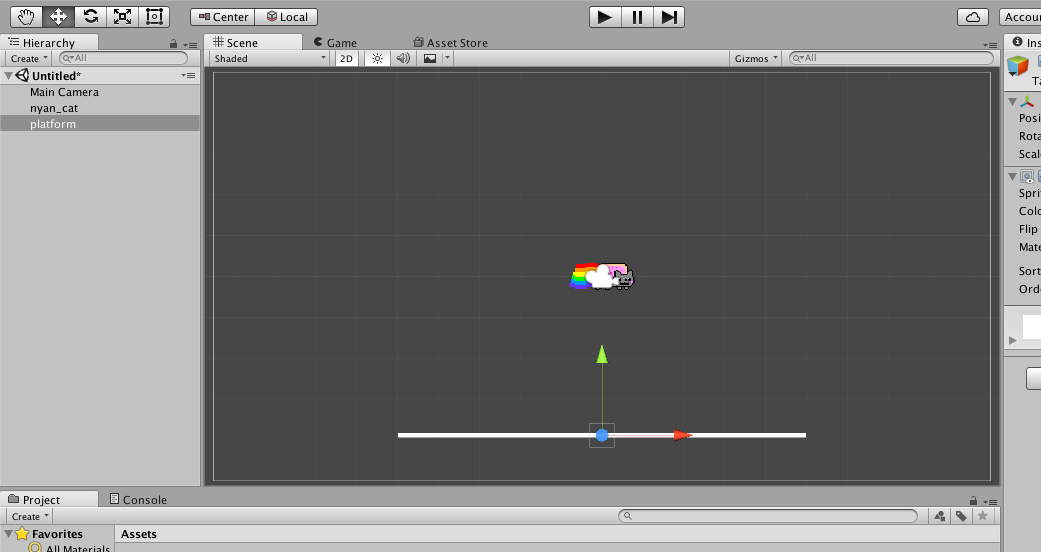 Center Local Accou
Hierarchy Scene Game Asset Store Ins
Create All Shaded 2D Gizmos All
Untitled* Ta
Main Camera
nyan_cat
platform
Posi
Rota
Scal
Spri
Colo
Flip
Mate
Sort
Orde
Project Console
Create
Favorites Assets
All Materials